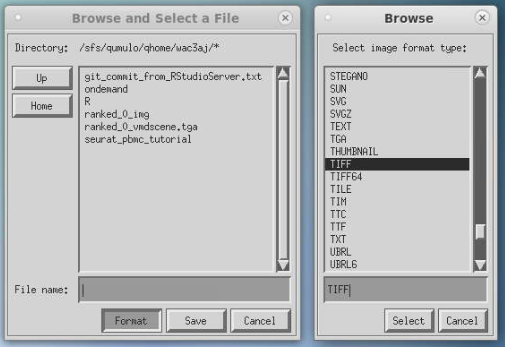 Browse and Select a File
Directory: /sfs/qumulo/qhome/wac3aj/*
Up
Home
git_commit_from_RStudioServer.txt
ondemand
R
ranked_0_img
ranked_0_vmdscene.tga
seurat_pbmc_tutorial
File name:
Format
Save
Cancel
Browse
Select image format type:
STEGANO
SUN
SVG
SVGZ
TEXT
TGA
THUMBNAIL
TIFF
TIFF64
TILE
TIM
TTC
TTF
TXT
UBRL
UBRL6
TIFF
Select
Cancel